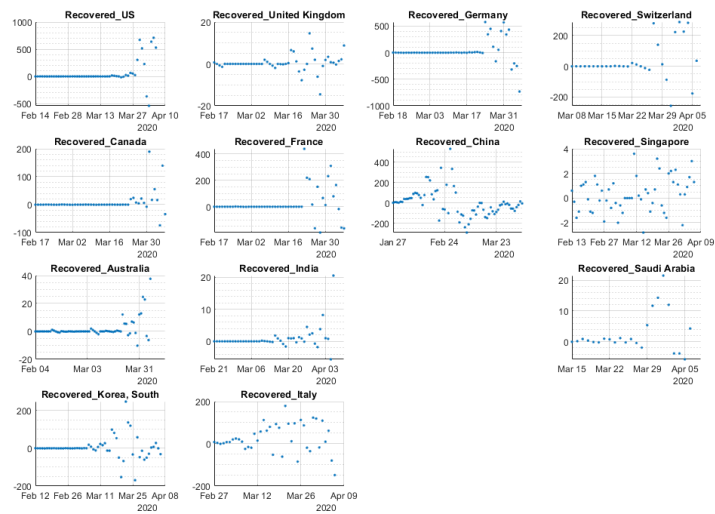 Recovered_US
1000
500
0
-500
Feb 14 Feb 28 Mar 13 Mar 27 Apr 10
2020
Recovered_United Kingdom
20
0
-20
Feb 17 Mar 02 Mar 16 Mar 30
2020
Recovered_Germany
500
0
-500
-1000
Feb 18 Mar 03 Mar 17 Mar 31
2020
Recovered_Switzerland
200
0
-200
Mar 08 Mar 15 Mar 22 Mar 29 Apr 05
2020
Recovered_Canada
200
100
0
-100
Feb 17 Mar 02 Mar 16 Mar 30
2020
Recovered_France
400
200
0
-200
Feb 17 Mar 02 Mar 16 Mar 30
2020
Recovered_China
400
200
0
-200
Jan 27 Feb 24 Mar 23
2020
Recovered_Singapore
4
2
0
-2
Feb 13 Feb 27 Mar 12 Mar 26 Apr 09
2020
Recovered_Australia
40
20
0
-20
Feb 04 Mar 03 Mar 31
2020
Recovered_India
20
10
0
Feb 21 Mar 06 Mar 20 Apr 03
2020
Recovered_Saudi Arabia
20
10
0
Mar 15 Mar 22 Mar 29 Apr 05
2020
Recovered_Korea, South
200
0
-200
Feb 12 Feb 26 Mar 11 Mar 25 Apr 08
2020
Recovered_Italy
200
0
-200
Feb 27 Mar 12 Mar 26 Apr 09
2020